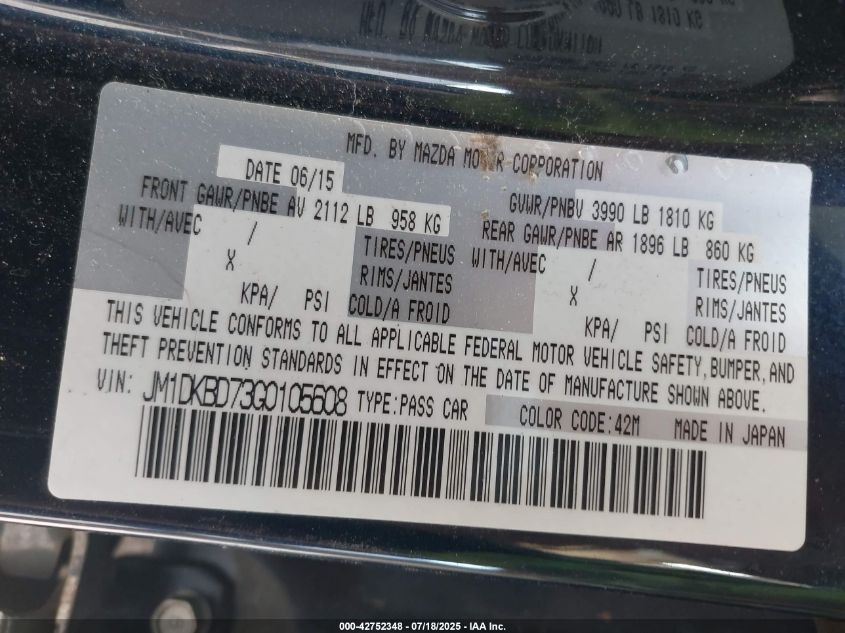 MFD. BY MAZDA MOTOR CORPORATION
DATE 06/15
GVWR/PNBV 3990 LB 1810 KG
FRONT GAWR/PNBE AV 2112 LB 958 KG
REAR GAWR/PNBE AR 1896 LB 860 KG
WITH/AVEC / TIRES/PNEUS
WITH/AVEC / TIRES/PNEUS
X RIMS/JANTES
X RIMS/JANTES
KPA/ PSI COLD/A FROID
KPA/ PSI COLD/A FROID
THIS VEHICLE CONFORMS TO ALL APPLICABLE FEDERAL MOTOR VEHICLE SAFETY, BUMPER, AND
THEFT PREVENTION STANDARDS IN EFFECT ON THE DATE OF MANUFACTURE SHOWN ABOVE.
VIN: JM1DKBD73G0105608 TYPE:PASS CAR COLOR CODE:42M MADE IN JAPAN
000-42752348 - 07/18/2025 - IAA Inc.